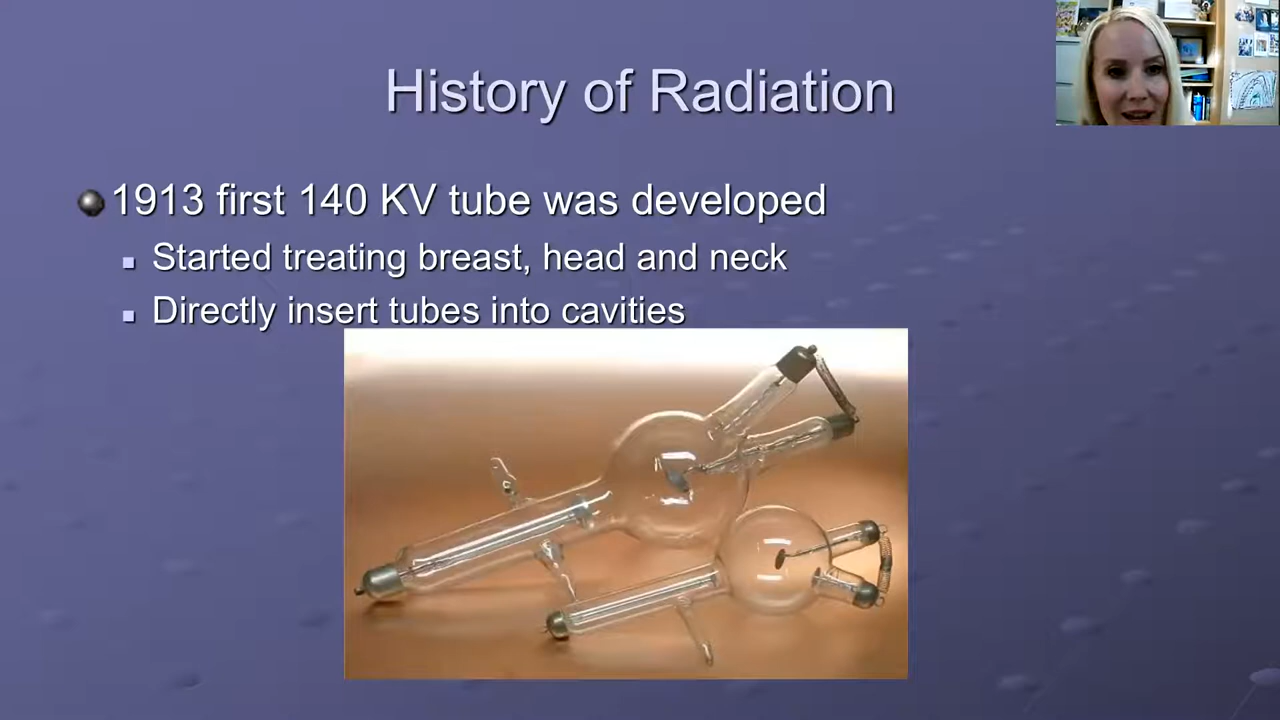 History of Radiation
1913 first 140 KV tube was developed
Started treating breast, head and neck
Directly insert tubes into cavities